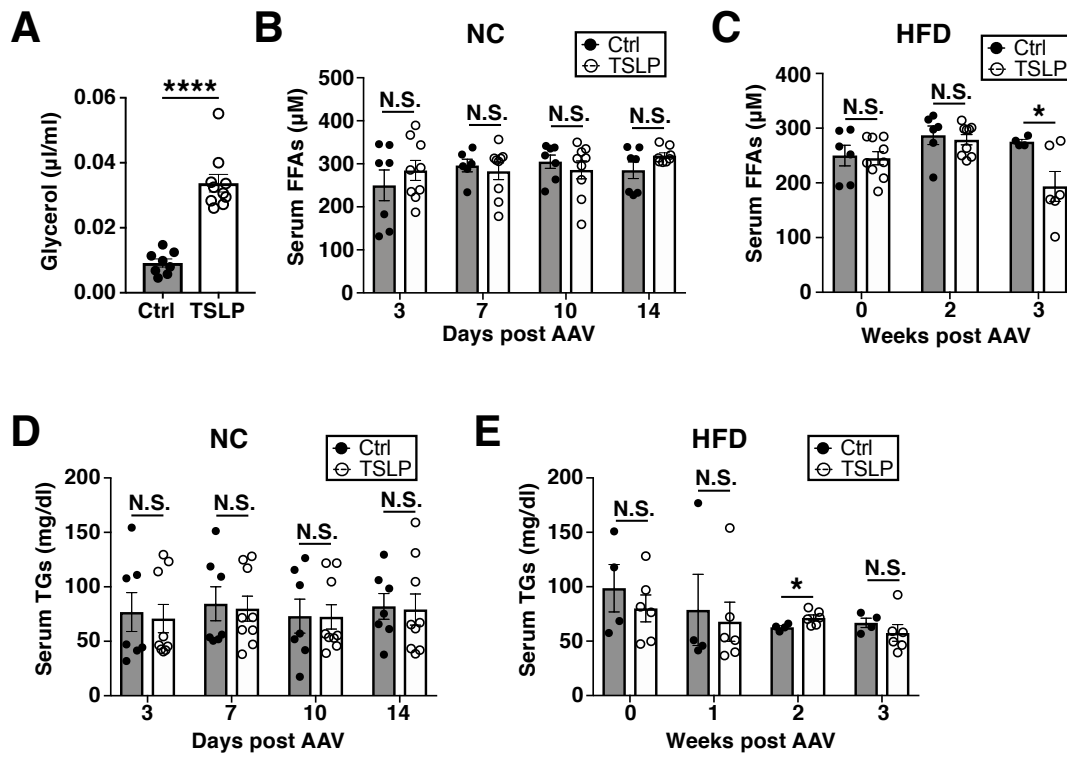 A
****
Glycerol (µl/ml)
0.06
0.04
0.02
0.00
Ctrl TSLP
B
NC
Ctrl
TSLP
Serum FFAs (µM)
500
400
300
200
100
0
N.S. N.S. N.S. N.S.
3 7 10 14
Days post AAV
C
HFD
Ctrl
TSLP
Serum FFAs (µM)
400
300
200
100
0
N.S. N.S. *
0 2 3
Weeks post AAV
D
NC
Ctrl
TSLP
Serum TGs (mg/dl)
200
150
100
50
0
N.S. N.S. N.S. N.S.
3 7 10 14
Days post AAV
E
HFD
Ctrl
TSLP
Serum TGs (mg/dl)
200
150
100
50
0
N.S. N.S. * N.S.
0 1 2 3
Weeks post AAV